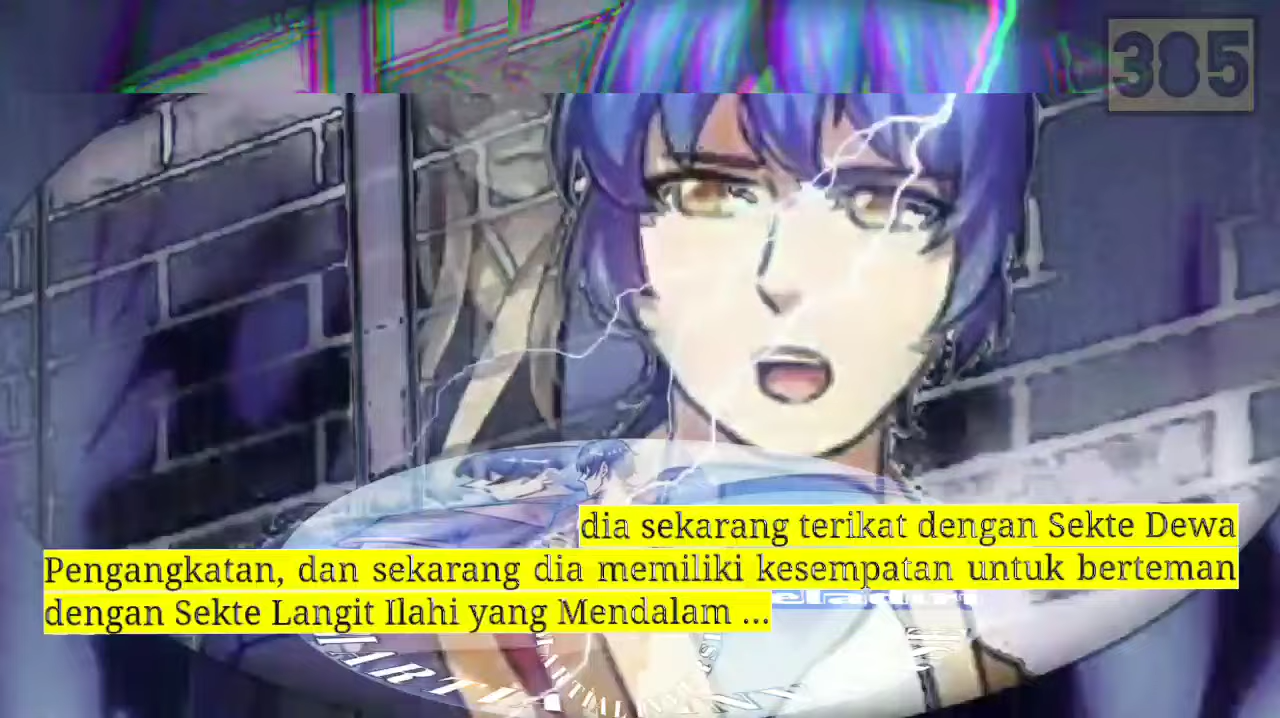 385
dia sekarang terikat dengan Sekte Dewa
Pengangkatan, dan sekarang dia memiliki kesempatan untuk berteman
dengan Sekte Langit Ilahi yang Mendalam ...